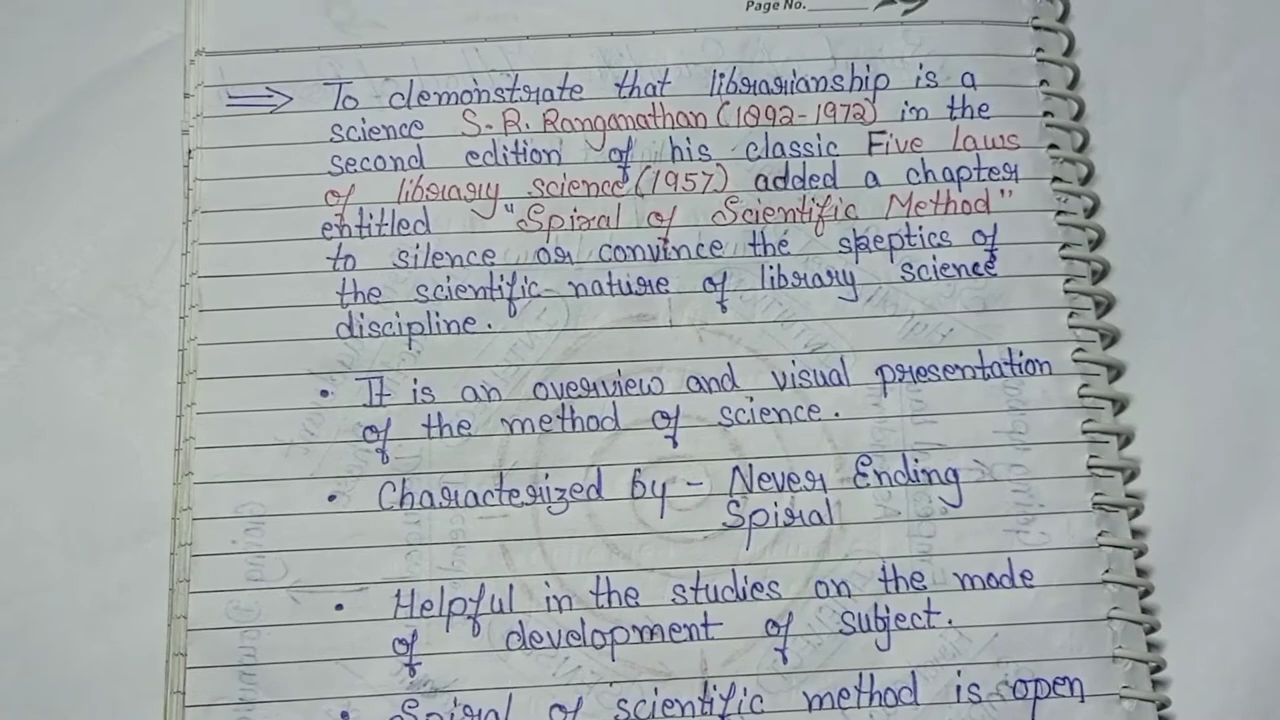 Page No.
⇒ To demonstrate that librarianship is a
science S. R. Ranganathan (1892-1972) in the
second edition of his classic Five laws
of library science (1957) added a chapter
entitled "Spiral of Scientific Method"
to silence or convince the skeptics of
the scientific nature of library science
discipline.
• It is an overview and visual presentation
of the method of science.
• Characterized by - Never Ending
Spiral
• Helpful in the studies on the mode
of development of subject.
• Spiral of scientific method is open